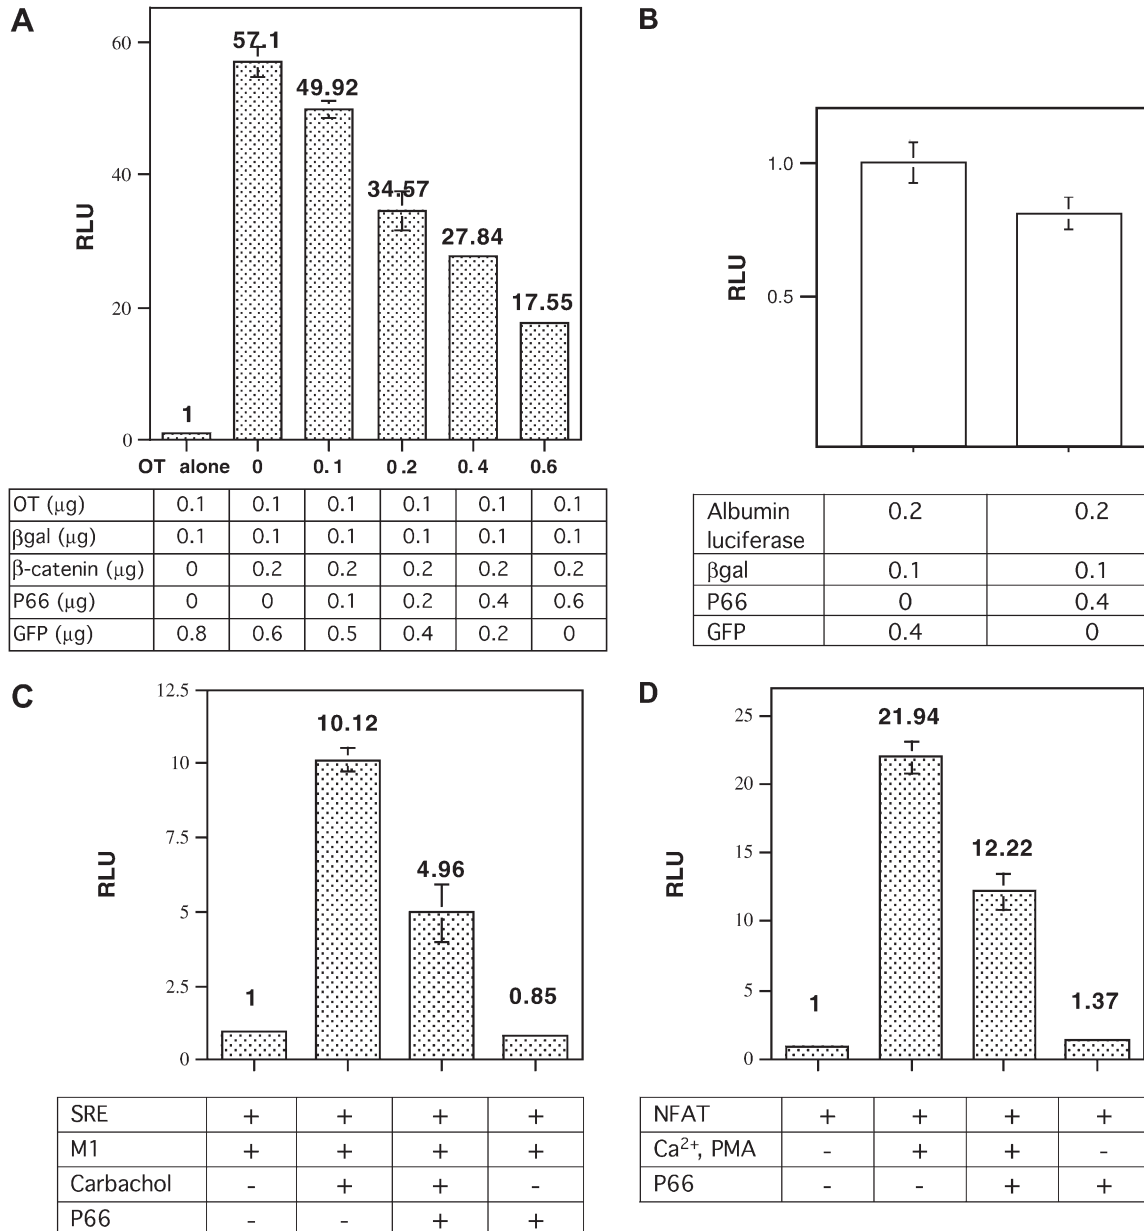 A
RLU
60
40
20
0
57.1
49.92
34.57
27.84
17.55
1
OT alone 0 0.1 0.2 0.4 0.6
OT (μg) 0.1 0.1 0.1 0.1 0.1 0.1
βgal (μg) 0.1 0.1 0.1 0.1 0.1 0.1
β-catenin (μg) 0 0.2 0.2 0.2 0.2 0.2
P66 (μg) 0 0 0.1 0.2 0.4 0.6
GFP (μg) 0.8 0.6 0.5 0.4 0.2 0
B
RLU
1.0
0.5
Albumin 0.2 0.2
luciferase
βgal 0.1 0.1
P66 0 0.4
GFP 0.4 0
C
RLU
12.5
10
7.5
5
2.5
0
1
10.12
4.96
0.85
SRE + + + +
M1 + + + +
Carbachol - + + -
P66 - - + +
D
RLU
25
20
15
10
5
0
1
21.94
12.22
1.37
NFAT + + + +
Ca²⁺, PMA - + + -
P66 - - + +